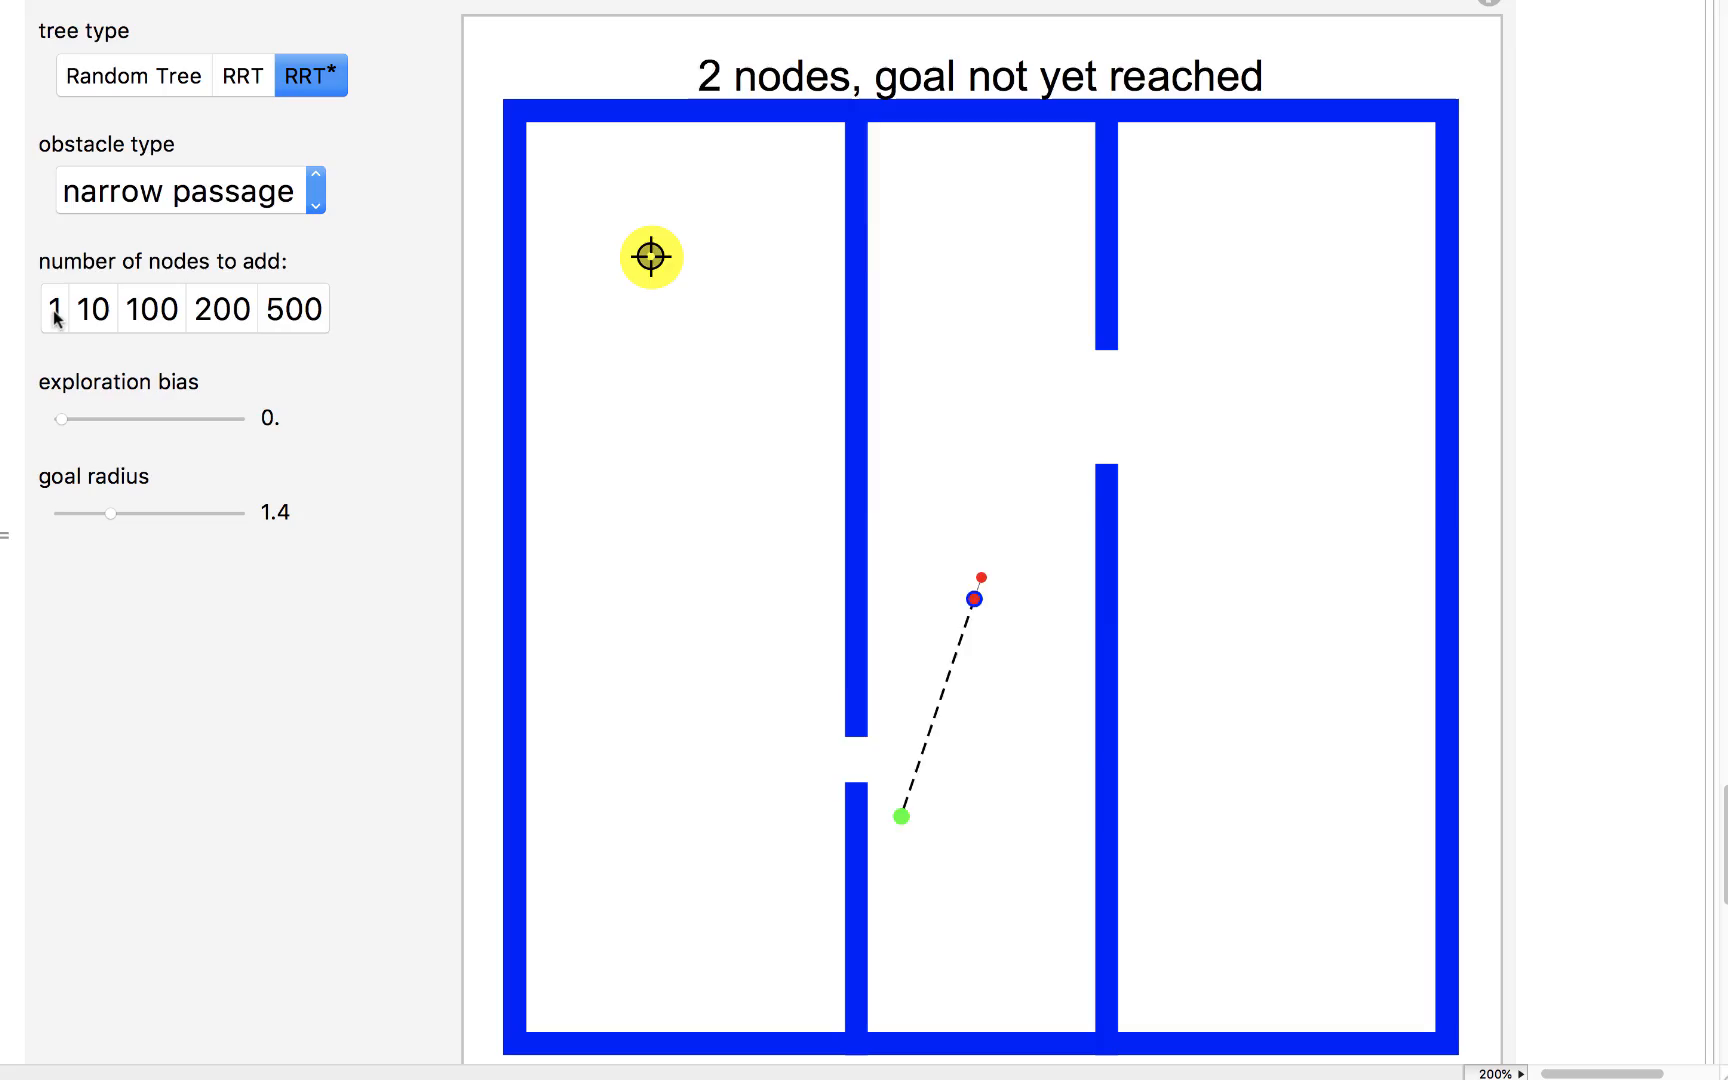 tree type
Random Tree RRT RRT*
obstacle type
narrow passage
number of nodes to add:
1 10 100 200 500
exploration bias
0.
goal radius
1.4
2 nodes, goal not yet reached
200%